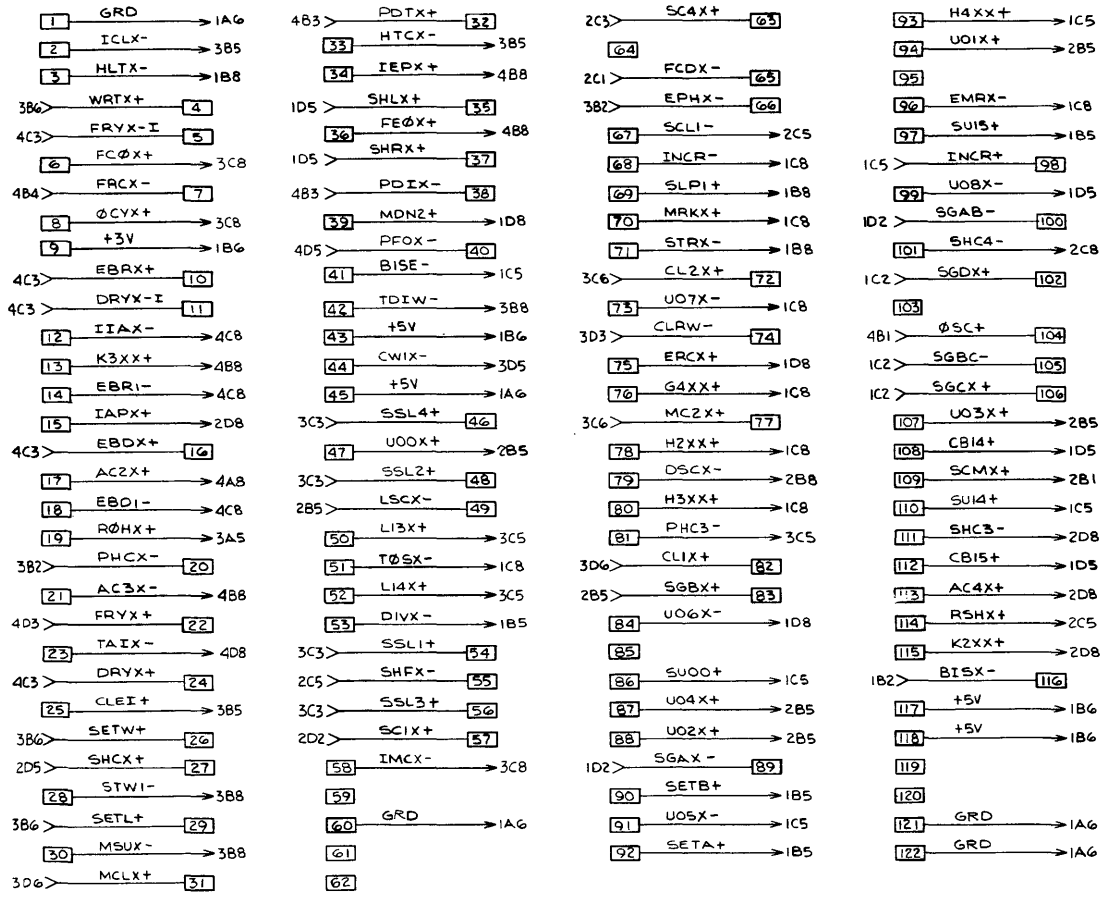 1 GRD 1A6
2 ICLX- 3B5
3 HLTX- 1B8
3B6 WRTX+ 4
4C3 FRYX-I 5
6 FCØX+ 3C8
4B4 FRCX- 7
8 ØCYX+ 3C8
9 +3V 1B6
4C3 EBRX+ 10
4C3 DRYX-I 11
12 IIAX- 4C8
13 K3XX+ 4B8
14 EBRI- 4C8
15 IAPX+ 2D8
4C3 EBDX+ 16
17 AC2X+ 4A8
18 EBDI- 4C8
19 RØHX+ 3A5
3B2 PHCX- 20
21 AC3X- 4B8
4D3 FRYX+ 22
23 TAIX- 4D8
4C3 DRYX+ 24
25 CLEI+ 3B5
3B6 SETW+ 26
2D5 SHCX+ 27
28 STWI- 3B8
3B6 SETL+ 29
30 MSUX- 3B8
3D6 MCLX+ 31
4B3 PDTX+ 32
33 HTCX- 3B5
34 IEPX+ 4B8
1D5 SHLX+ 35
36 FEØX+ 4B8
1D5 SHRX+ 37
4B3 PDIX- 38
39 MDN2+ 1D8
4D5 PFOX- 40
41 BISE- 1C5
42 TDIW- 3B8
43 +5V 1B6
44 CWIX- 3D5
45 +5V 1A6
3C3 SSL4+ 46
47 UOOX+ 2B5
3C3 SSL2+ 48
2B5 LSCX- 49
50 LI3X+ 3C5
51 TØSX- 1C8
52 LI4X+ 3C5
53 DIVX- 1B5
3C3 SSL1+ 54
2C5 SHFX- 55
3C3 SSL3+ 56
2D2 SCIX+ 57
58 IMCX- 3C8
59
60 GRD 1A6
61
62
2C3 SC4X+ 63
64
2C1 FCDX- 65
3B2 EPHX- 66
67 SCLI- 2C5
68 INCR- 1C8
69 SLP1+ 1B8
70 MRKX+ 1C8
71 STRX- 1B8
3C6 CL2X+ 72
73 UO7X- 1C8
3D3 CLRW- 74
75 ERCX+ 1D8
76 G4XX+ 1C8
3C6 MC2X+ 77
78 H2XX+ 1C8
79 DSCX- 2B8
80 H3XX+ 1C8
81 PHC3- 3C5
3D6 CLIX+ 82
2B5 SGBX+ 83
84 UO6X- 1D8
85
86 SUOO+ 1C5
87 UO4X+ 2B5
88 UO2X+ 2B5
1D2 SGAX- 89
90 SETB+ 1B5
91 UO5X- 1C5
92 SETA+ 1B5
93 H4XX+ 1C5
94 UO1X+ 2B5
95
96 EMRX- 1C8
97 SU15+ 1B5
1C5 INCR+ 98
99 UO8X- 1D5
1D2 SGAB- 100
101 SHC4- 2C8
1C2 SGDX+ 102
103
4B1 ØSC+ 104
1C2 SGBC- 105
1C2 SGCX+ 106
107 UO3X+ 2B5
108 CB14+ 1D5
109 SCMX+ 2B1
110 SU14+ 1C5
111 SHC3- 2D8
112 CB15+ 1D5
113 AC4X+ 2D8
114 RSHX+ 2C5
115 K2XX+ 2D8
1B2 BISX- 116
117 +5V 1B6
118 +5V 1B6
119
120
121 GRD 1A6
122 GRD 1A6